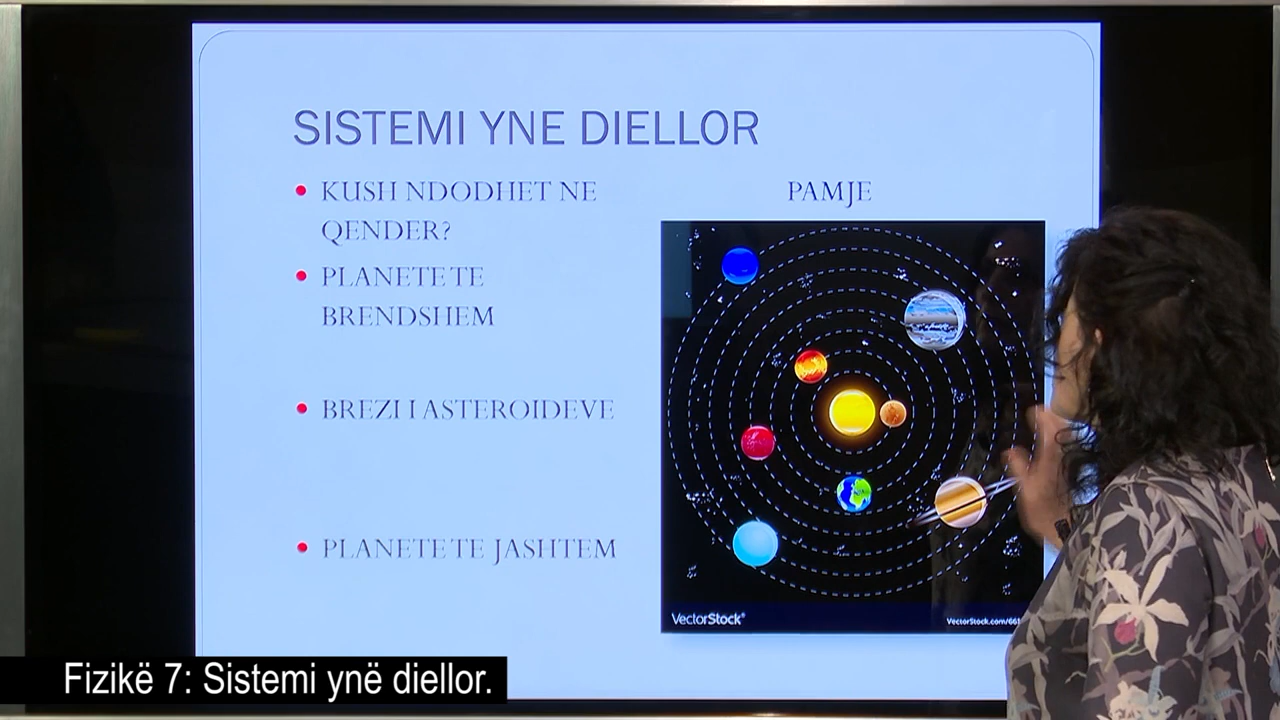 SISTEMI YNE DIELLOR
KUSH NDODHET NE
QENDER?
PLANETE TE
BRENDSHEM
BREZI I ASTEROIDEVE
PLANETE TE JASHTEM
PAMJE
VectorStock®
VectorStock.com/66
Fizikë 7: Sistemi ynë diellor.